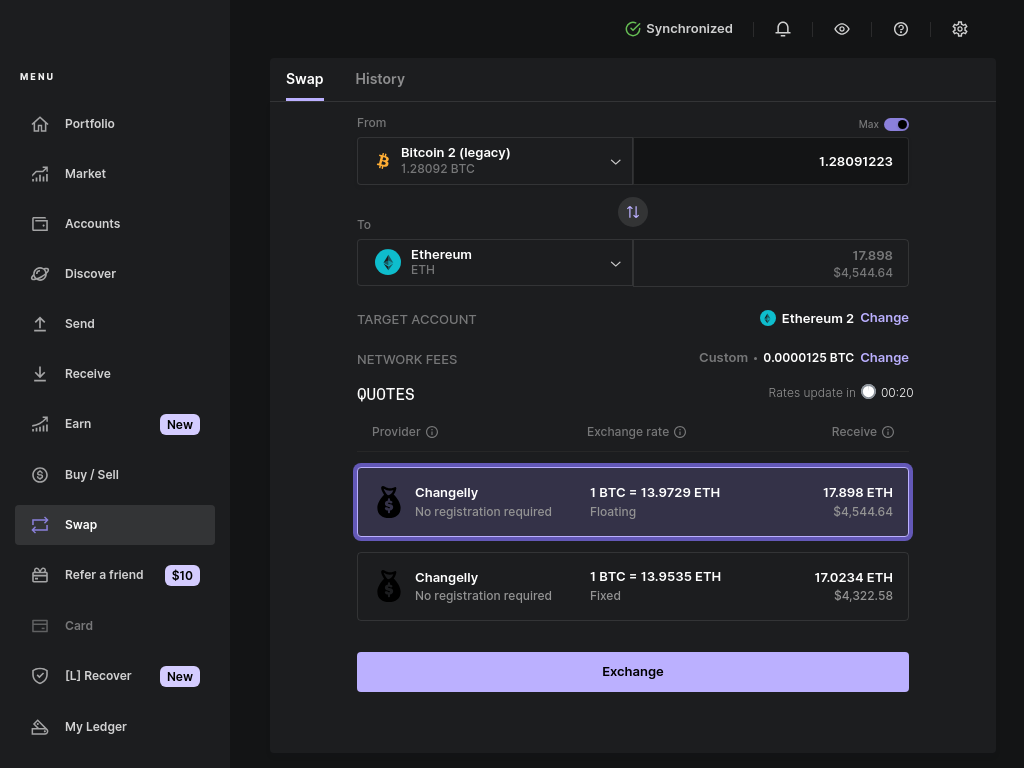 Synchronized
MENU
Portfolio
Market
Accounts
Discover
Send
Receive
Earn New
Buy / Sell
Swap
Refer a friend $10
Card
[L] Recover New
My Ledger
Swap History
From Max
Bitcoin 2 (legacy)
1.28092 BTC
1.28091223
To
Ethereum
ETH
17.898
$4,544.64
TARGET ACCOUNT Ethereum 2 Change
NETWORK FEES Custom • 0.0000125 BTC Change
QUOTES Rates update in 00:20
Provider Exchange rate Receive
Changelly 1 BTC = 13.9729 ETH 17.898 ETH
No registration required Floating $4,544.64
Changelly 1 BTC = 13.9535 ETH 17.0234 ETH
No registration required Fixed $4,322.58
Exchange